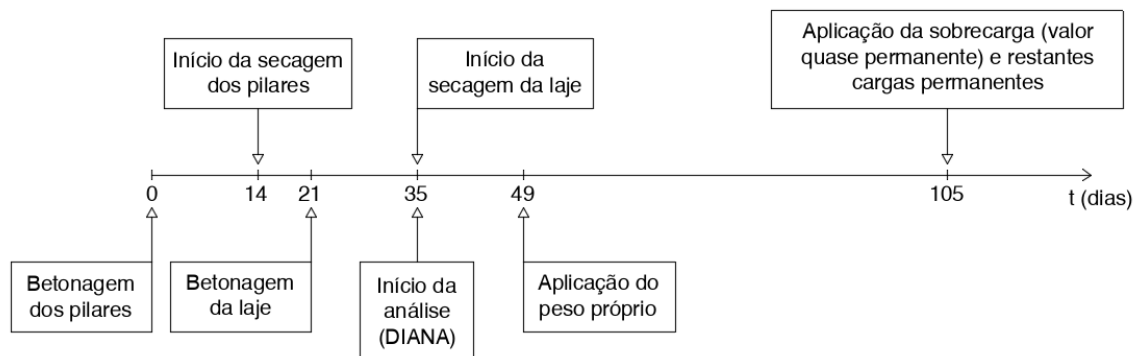 Início da secagem
dos pilares
Início da
secagem da laje
Aplicação da sobrecarga (valor
quase permanente) e restantes
cargas permanentes
0
14
21
35
49
105
t (dias)
Betonagem
dos pilares
Betonagem
da laje
Início da
análise
(DIANA)
Aplicação do
peso próprio